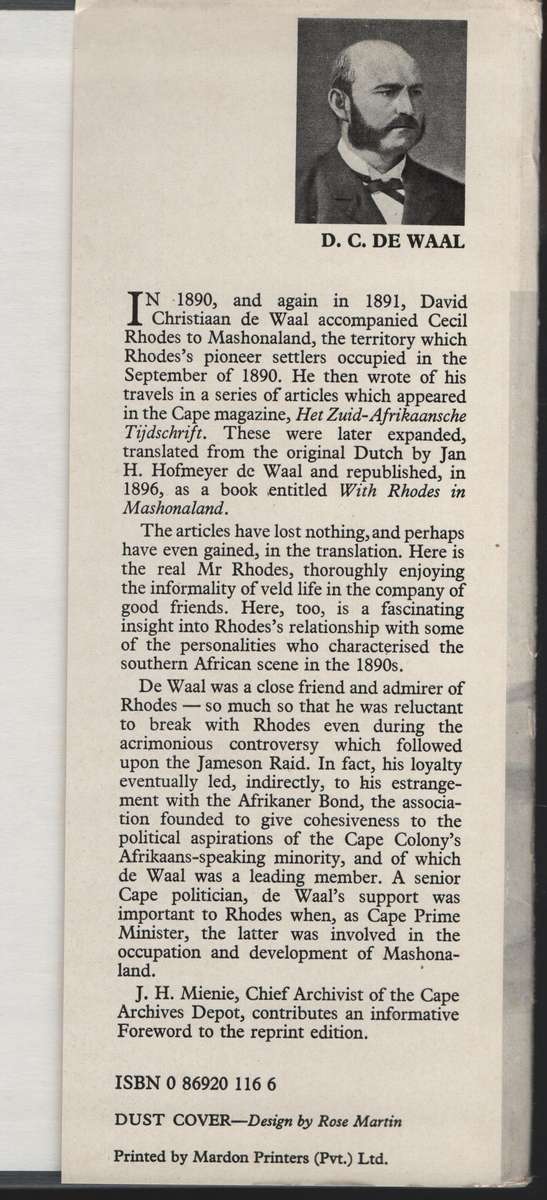 D. C. DE WAAL
IN 1890, and again in 1891, David
Christiaan de Waal accompanied Cecil
Rhodes to Mashonaland, the territory which
Rhodes's pioneer settlers occupied in the
September of 1890. He then wrote of his
travels in a series of articles which appeared
in the Cape magazine, Het Zuid-Afrikaansche
Tijdschrift. These were later expanded,
translated from the original Dutch by Jan
H. Hofmeyer de Waal and republished, in
1896, as a book entitled With Rhodes in
Mashonaland.
The articles have lost nothing, and perhaps
have even gained, in the translation. Here is
the real Mr Rhodes, thoroughly enjoying
the informality of veld life in the company of
good friends. Here, too, is a fascinating
insight into Rhodes's relationship with some
of the personalities who characterised the
southern African scene in the 1890s.
De Waal was a close friend and admirer of
Rhodes — so much so that he was reluctant
to break with Rhodes even during the
acrimonious controversy which followed
upon the Jameson Raid. In fact, his loyalty
eventually led, indirectly, to his estrange-
ment with the Afrikaner Bond, the associa-
tion founded to give cohesiveness to the
political aspirations of the Cape Colony's
Afrikaans-speaking minority, and of which
de Waal was a leading member. A senior
Cape politician, de Waal's support was
important to Rhodes when, as Cape Prime
Minister, the latter was involved in the
occupation and development of Mashona-
land.
J. H. Mienie, Chief Archivist of the Cape
Archives Depot, contributes an informative
Foreword to the reprint edition.
ISBN 0 86920 116 6
DUST COVER—Design by Rose Martin
Printed by Mardon Printers (Pvt.) Ltd.